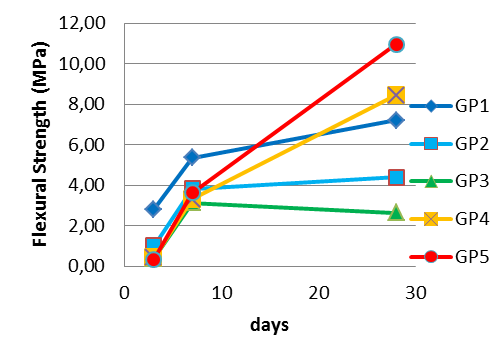 12,00
10,00
8,00
6,00
4,00
2,00
0,00
Flexural Strength (MPa)
0 10 20 30
days
GP1
GP2
GP3
GP4
GP5